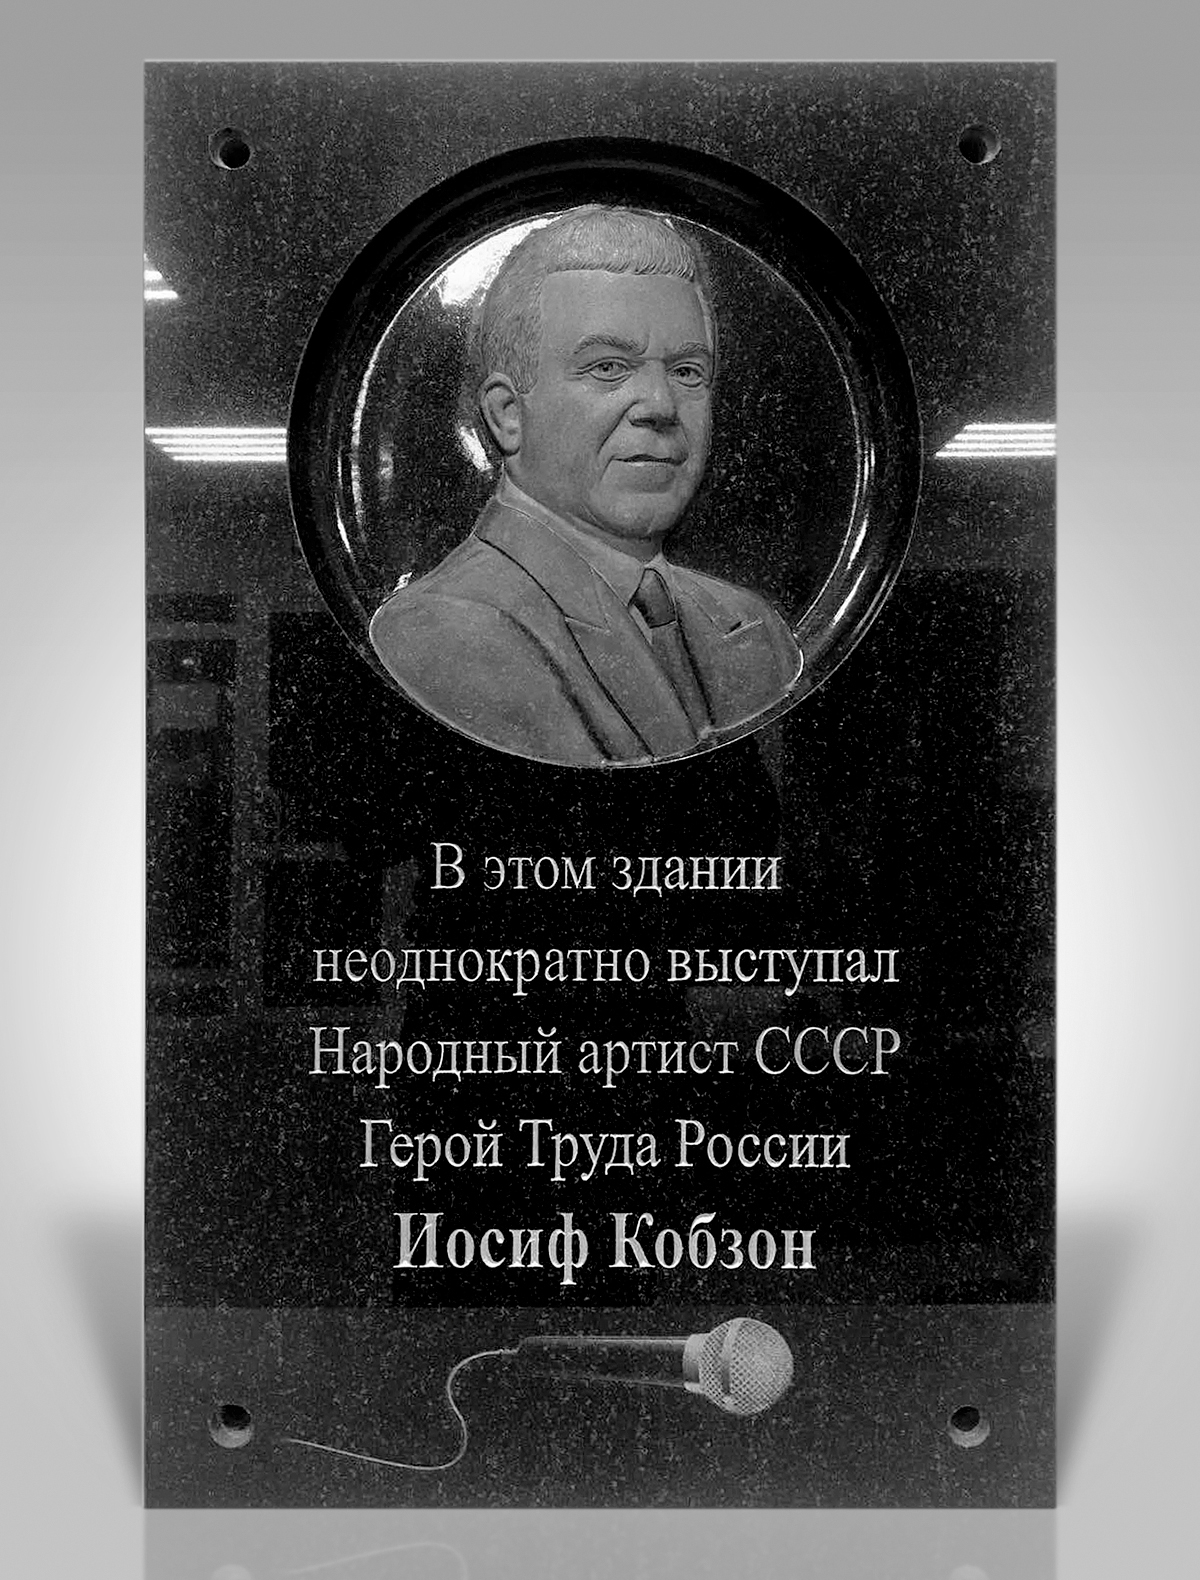 В этом здании
неоднократно выступал
Народный артист СССР
Герой Труда России
Иосиф Кобзон